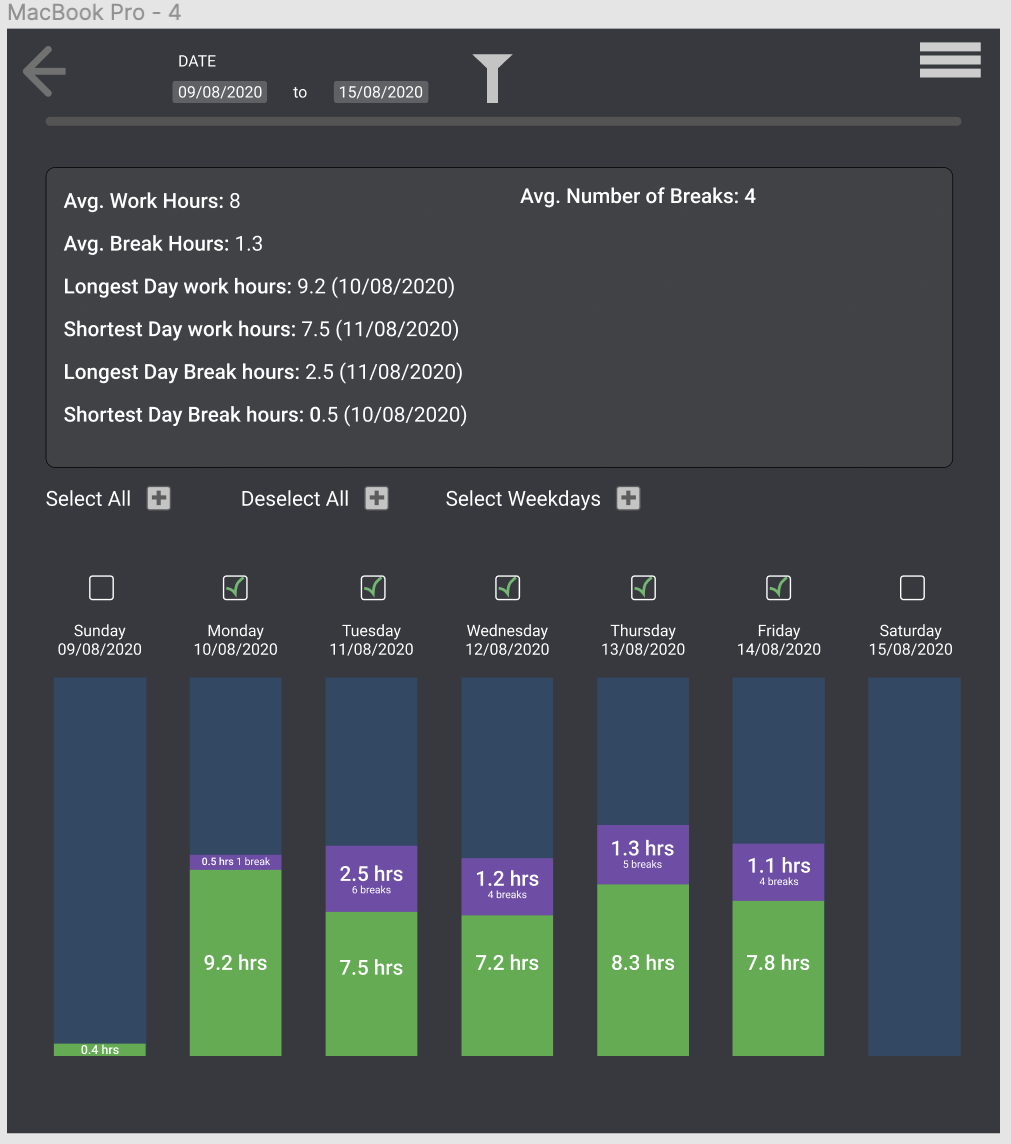 MacBook Pro - 4
DATE
09/08/2020 to 15/08/2020
Avg. Work Hours: 8
Avg. Number of Breaks: 4
Avg. Break Hours: 1.3
Longest Day work hours: 9.2 (10/08/2020)
Shortest Day work hours: 7.5 (11/08/2020)
Longest Day Break hours: 2.5 (11/08/2020)
Shortest Day Break hours: 0.5 (10/08/2020)
Select All
Deselect All
Select Weekdays
Sunday
09/08/2020
Monday
10/08/2020
Tuesday
11/08/2020
Wednesday
12/08/2020
Thursday
13/08/2020
Friday
14/08/2020
Saturday
15/08/2020
0.4 hrs
0.5 hrs 1 break
9.2 hrs
2.5 hrs
6 breaks
7.5 hrs
1.2 hrs
4 breaks
7.2 hrs
1.3 hrs
5 breaks
8.3 hrs
1.1 hrs
4 breaks
7.8 hrs